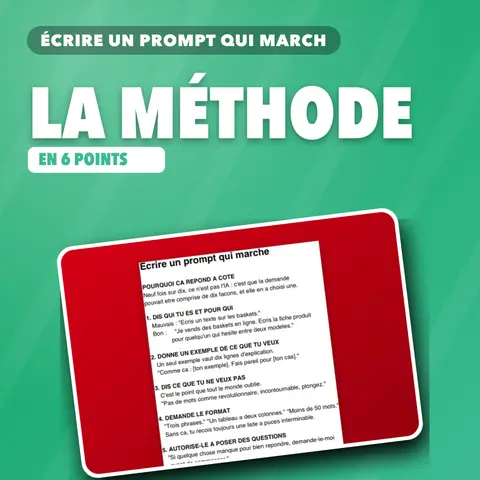 ÉCRIRE UN PROMPT QUI MARCH
LA MÉTHODE
EN 6 POINTS
Ecrire un prompt qui marche
POURQUOI CA REPOND A COTE
Neuf fois sur dix, ce n'est pas l'IA : c'est que la demande
pouvait etre comprise de dix facons, et elle en a choisi une.
1. DIS QUI TU ES ET POUR QUI
Mauvais : "Ecris un texte sur les baskets."
Bon : "Je vends des baskets en ligne. Ecris la fiche produit
pour quelqu'un qui hesite entre deux modeles."
2. DONNE UN EXEMPLE DE CE QUE TU VEUX
Un seul exemple vaut dix lignes d'explication.
"Comme ca : [ton exemple]. Fais pareil pour [ton cas]."
3. DIS CE QUE TU NE VEUX PAS
C'est le point que tout le monde oublie.
"Pas de mots comme revolutionnaire, incontournable, plongez."
4. DEMANDE LE FORMAT
"Trois phrases." "Un tableau a deux colonnes." "Moins de 50 mots."
Sans ca, tu recois toujours une liste a puces interminable.
5. AUTORISE-LE A POSER DES QUESTIONS
"Si quelque chose manque pour bien repondre, demande-le-moi